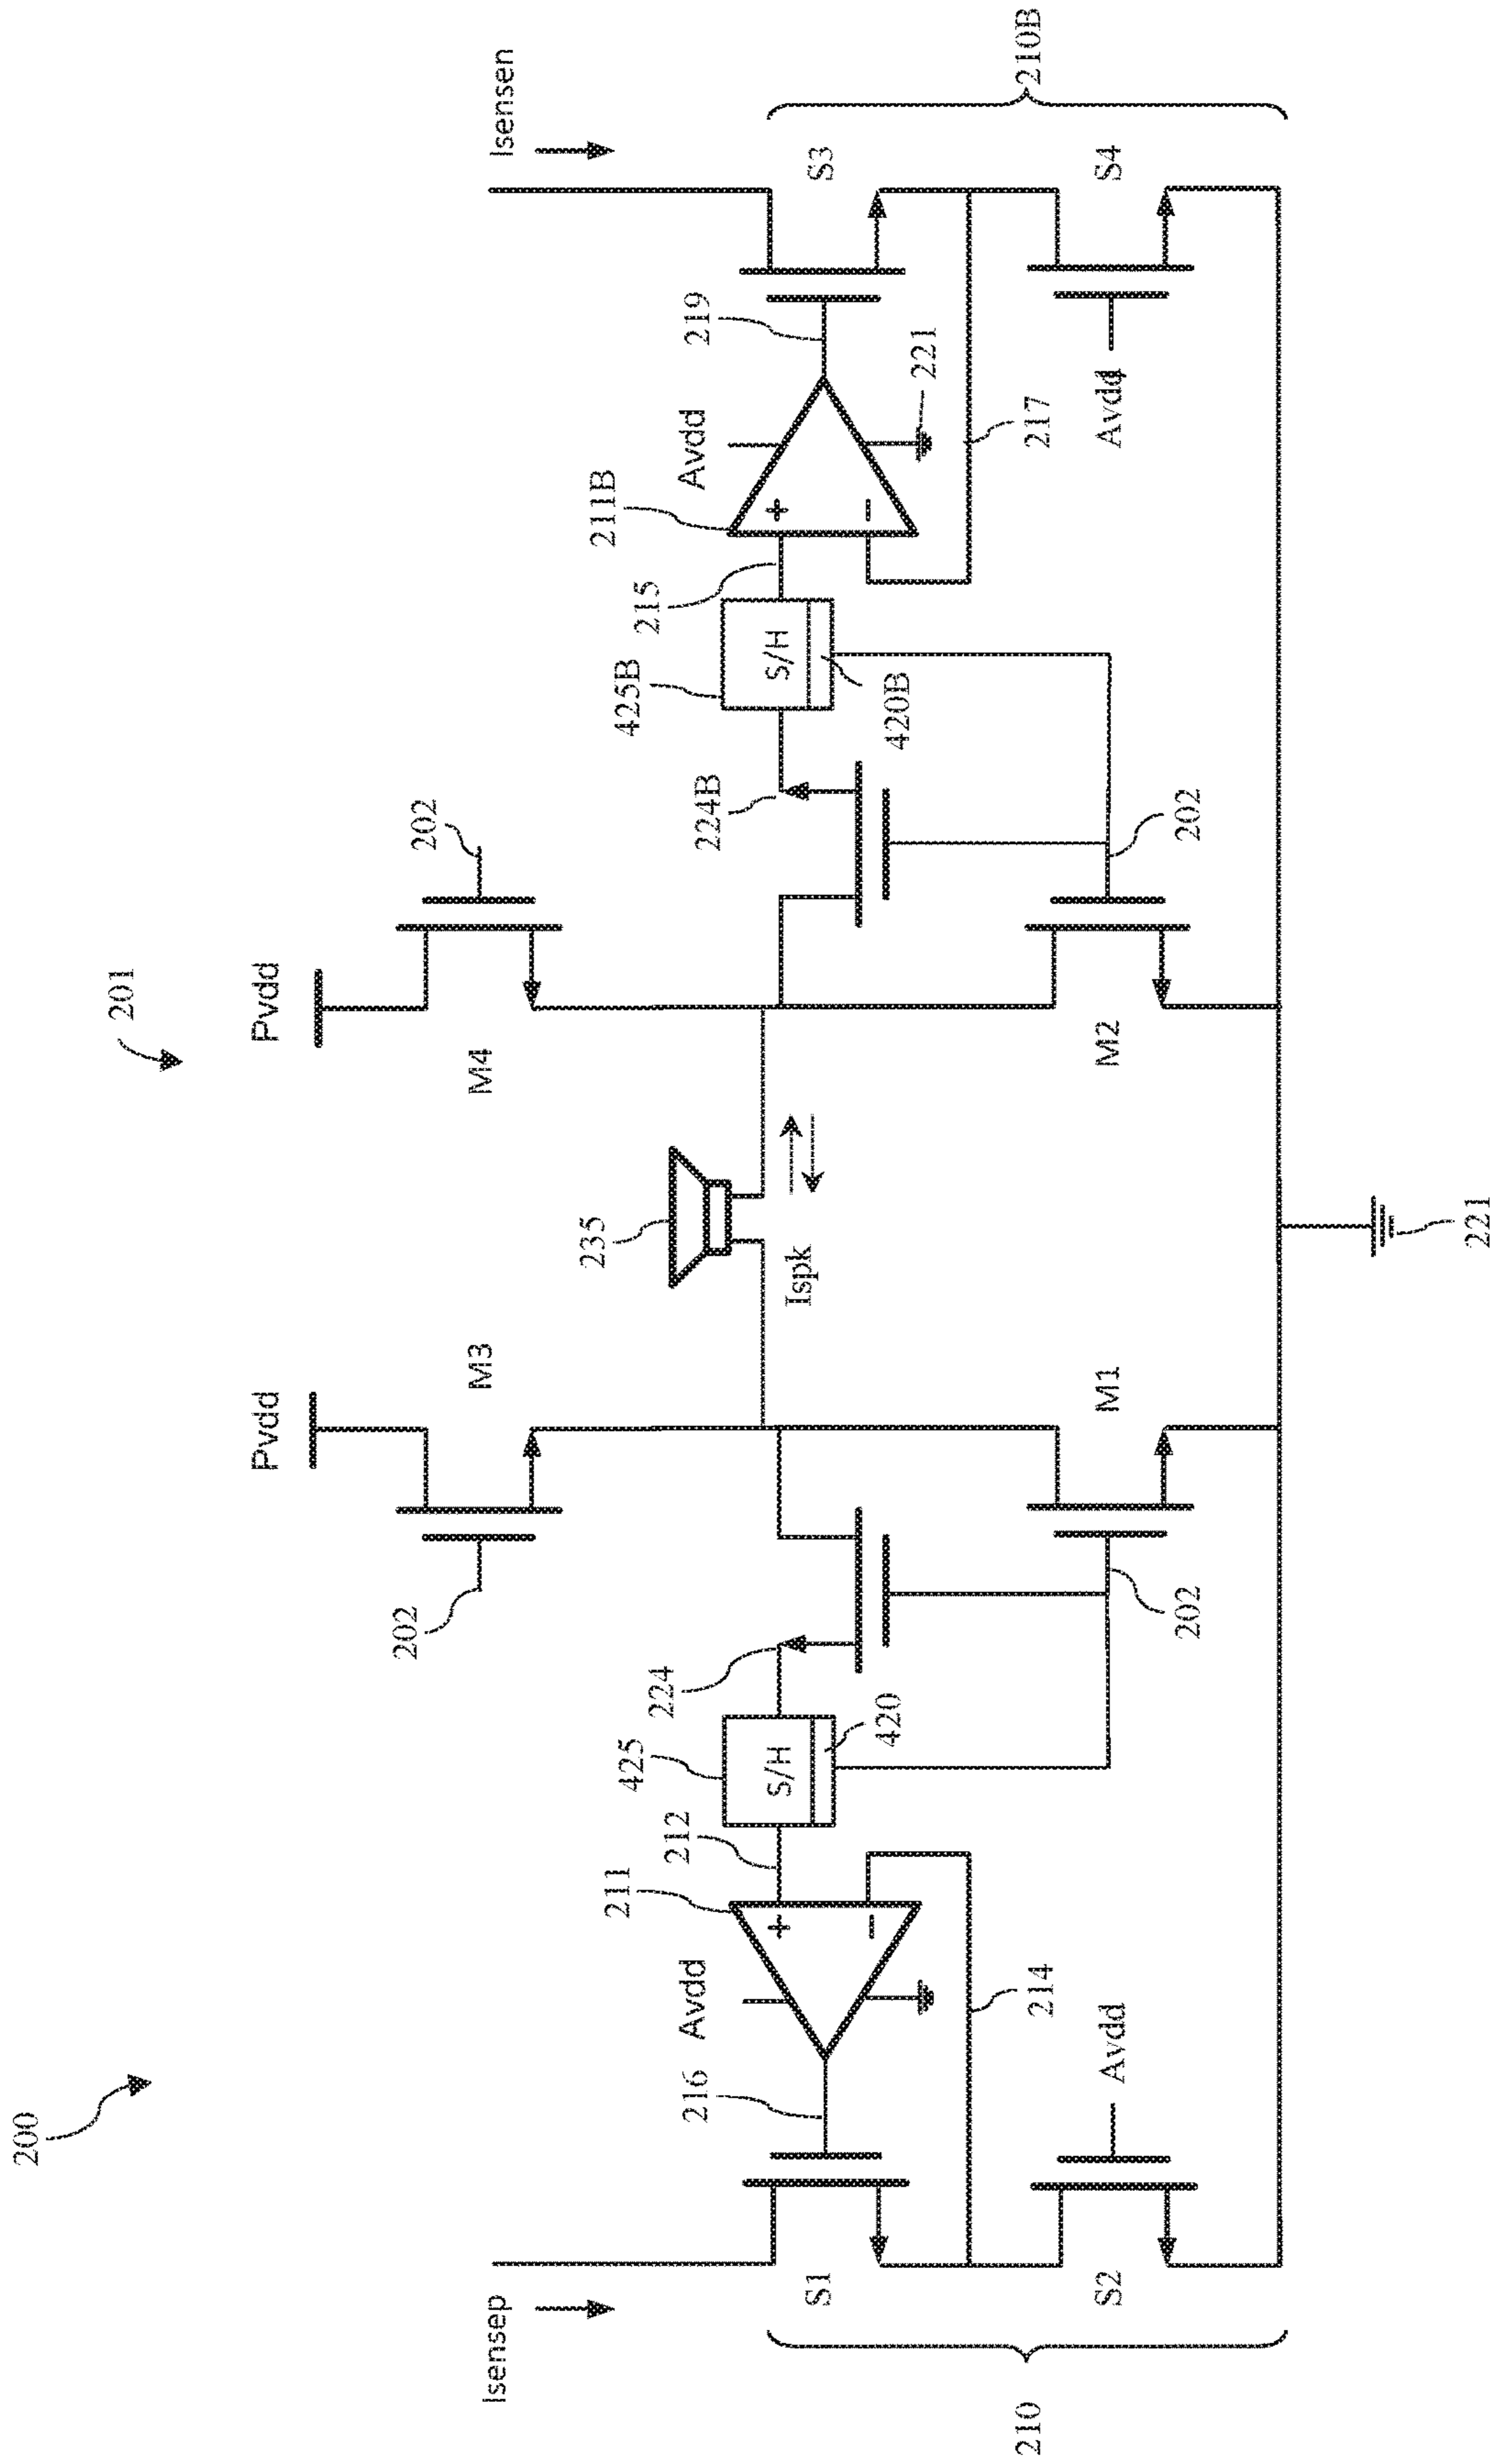 200
201
Pvdd
Pvdd
202
202
M3
M4
Isensep
Isensen
235
211
425
425B
211B
216
Avdd
212
224
224B
215
Avdd
219
S1
+
S/H
Ispk
S/H
+
S3
−
420
420B
−
221
210
214
217
210B
S2
Avdd
M1
M2
Avdd
S4
202
202
221